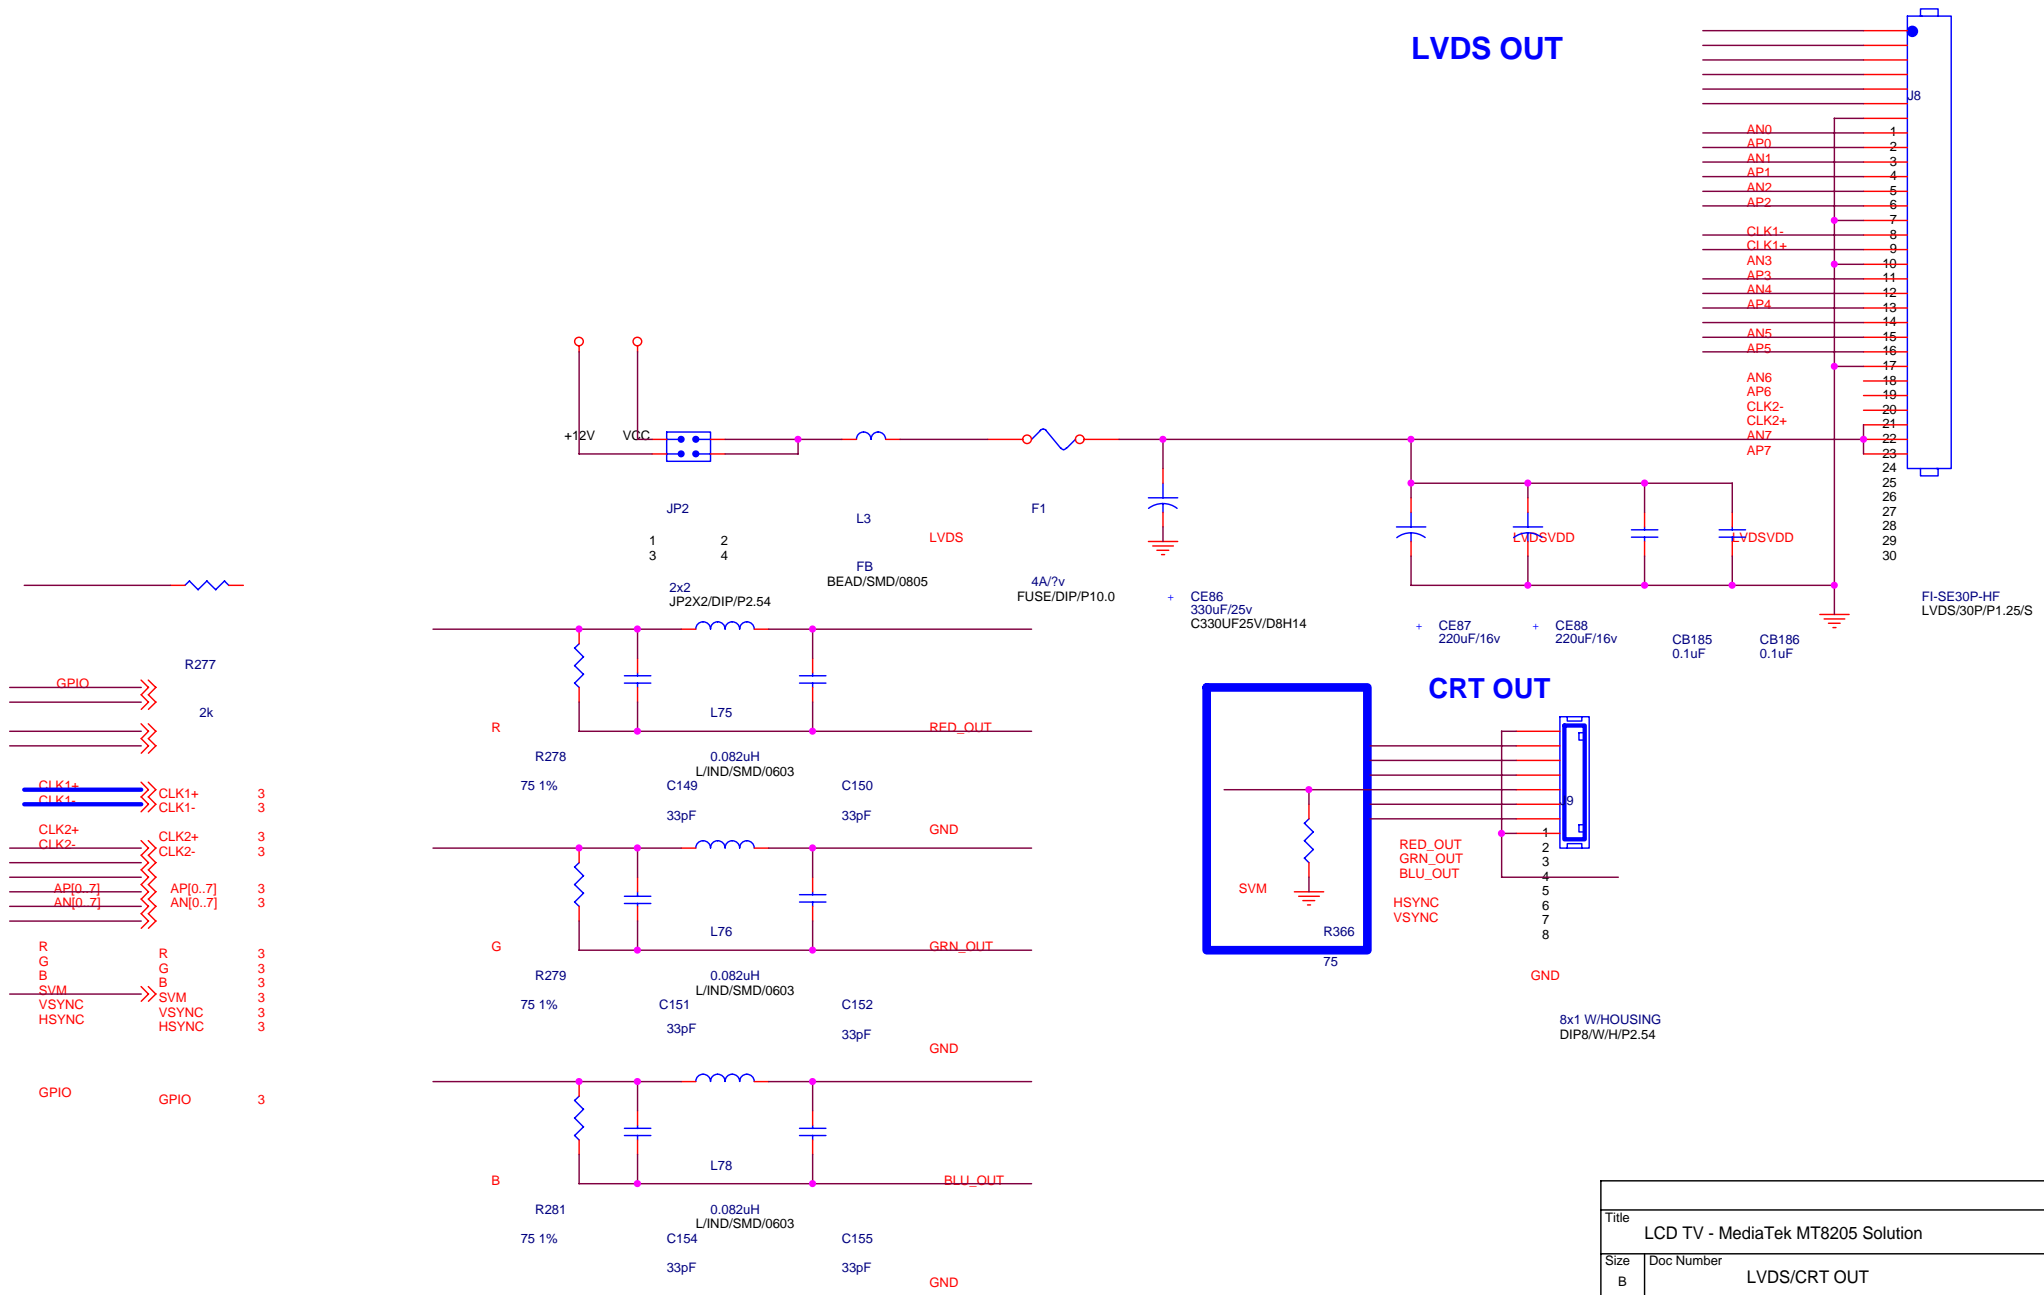 LVDS OUT
J8
AN0
AP0
AN1
AP1
AN2
AP2
CLK1-
CLK1+
AN3
AP3
AN4
AP4
AN5
AP5
AN6
AP6
CLK2-
CLK2+
AN7
AP7
1
2
3
4
5
6
7
8
9
10
11
12
13
14
15
16
17
18
19
20
21
22
23
24
25
26
27
28
29
30
FI-SE30P-HF
LVDS/30P/P1.25/S
+12V VCC
JP2
1 2
3 4
2x2
JP2X2/DIP/P2.54
L3
FB
BEAD/SMD/0805
LVDS
F1
4A/?v
FUSE/DIP/P10.0
+ CE86
330uF/25v
C330UF25V/D8H14
LVDSVDD
LVDSVDD
+ CE87
220uF/16v
+ CE88
220uF/16v
CB185
0.1uF
CB186
0.1uF
R277
GPIO
2k
CLK1+ CLK1+ 3
CLK1- CLK1- 3
CLK2+ CLK2+ 3
CLK2- CLK2- 3
AP[0..7] AP[0..7] 3
AN[0..7] AN[0..7] 3
R R 3
G G 3
B B 3
SVM SVM 3
VSYNC VSYNC 3
HSYNC HSYNC 3
GPIO GPIO 3
R
L75
RED_OUT
R278
0.082uH
L/IND/SMD/0603
75 1%
C149
C150
33pF
33pF
GND
G
L76
GRN_OUT
R279
0.082uH
L/IND/SMD/0603
75 1%
C151
C152
33pF
33pF
GND
B
L78
BLU_OUT
R281
0.082uH
L/IND/SMD/0603
75 1%
C154
C155
33pF
33pF
GND
CRT OUT
J9
RED_OUT
GRN_OUT
BLU_OUT
HSYNC
VSYNC
SVM
R366
75
1
2
3
4
5
6
7
8
GND
8x1 W/HOUSING
DIP8/W/H/P2.54
Title
LCD TV - MediaTek MT8205 Solution
Size Doc Number
B LVDS/CRT OUT